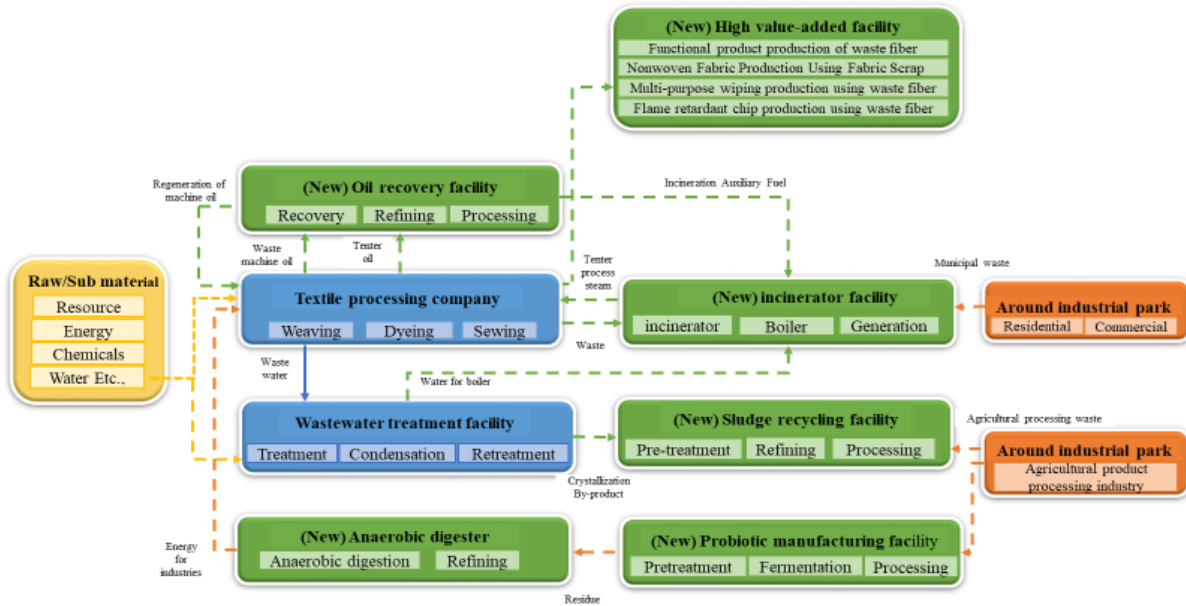 (New) High value-added facility
Functional product production of waste fiber
Nonwoven Fabric Production Using Fabric Scrap
Multi-purpose wiping production using waste fiber
Flame retardant chip production using waste fiber
Regeneration of
machine oil
(New) Oil recovery facility
Recovery Refining Processing
Incineration Auxiliary Fuel
Waste
machine oil
Tenter
oil
Tenter
process
steam
Municipal waste
Raw/Sub material
Resource
Energy
Chemicals
Water Etc.,
Textile processing company
Weaving Dyeing Sewing
(New) incinerator facility
incinerator Boiler Generation
Around industrial park
Residential Commercial
Waste
Waste
water
Water for boiler
Wastewater treatment facility
Treatment Condensation Retreatment
(New) Sludge recycling facility
Pre-treatment Refining Processing
Agricultural processing waste
Around industrial park
Agricultural product
processing industry
Crystallization
By-product
Energy
for
industries
(New) Anaerobic digester
Anaerobic digestion Refining
(New) Probiotic manufacturing facility
Pretreatment Fermentation Processing
Residue